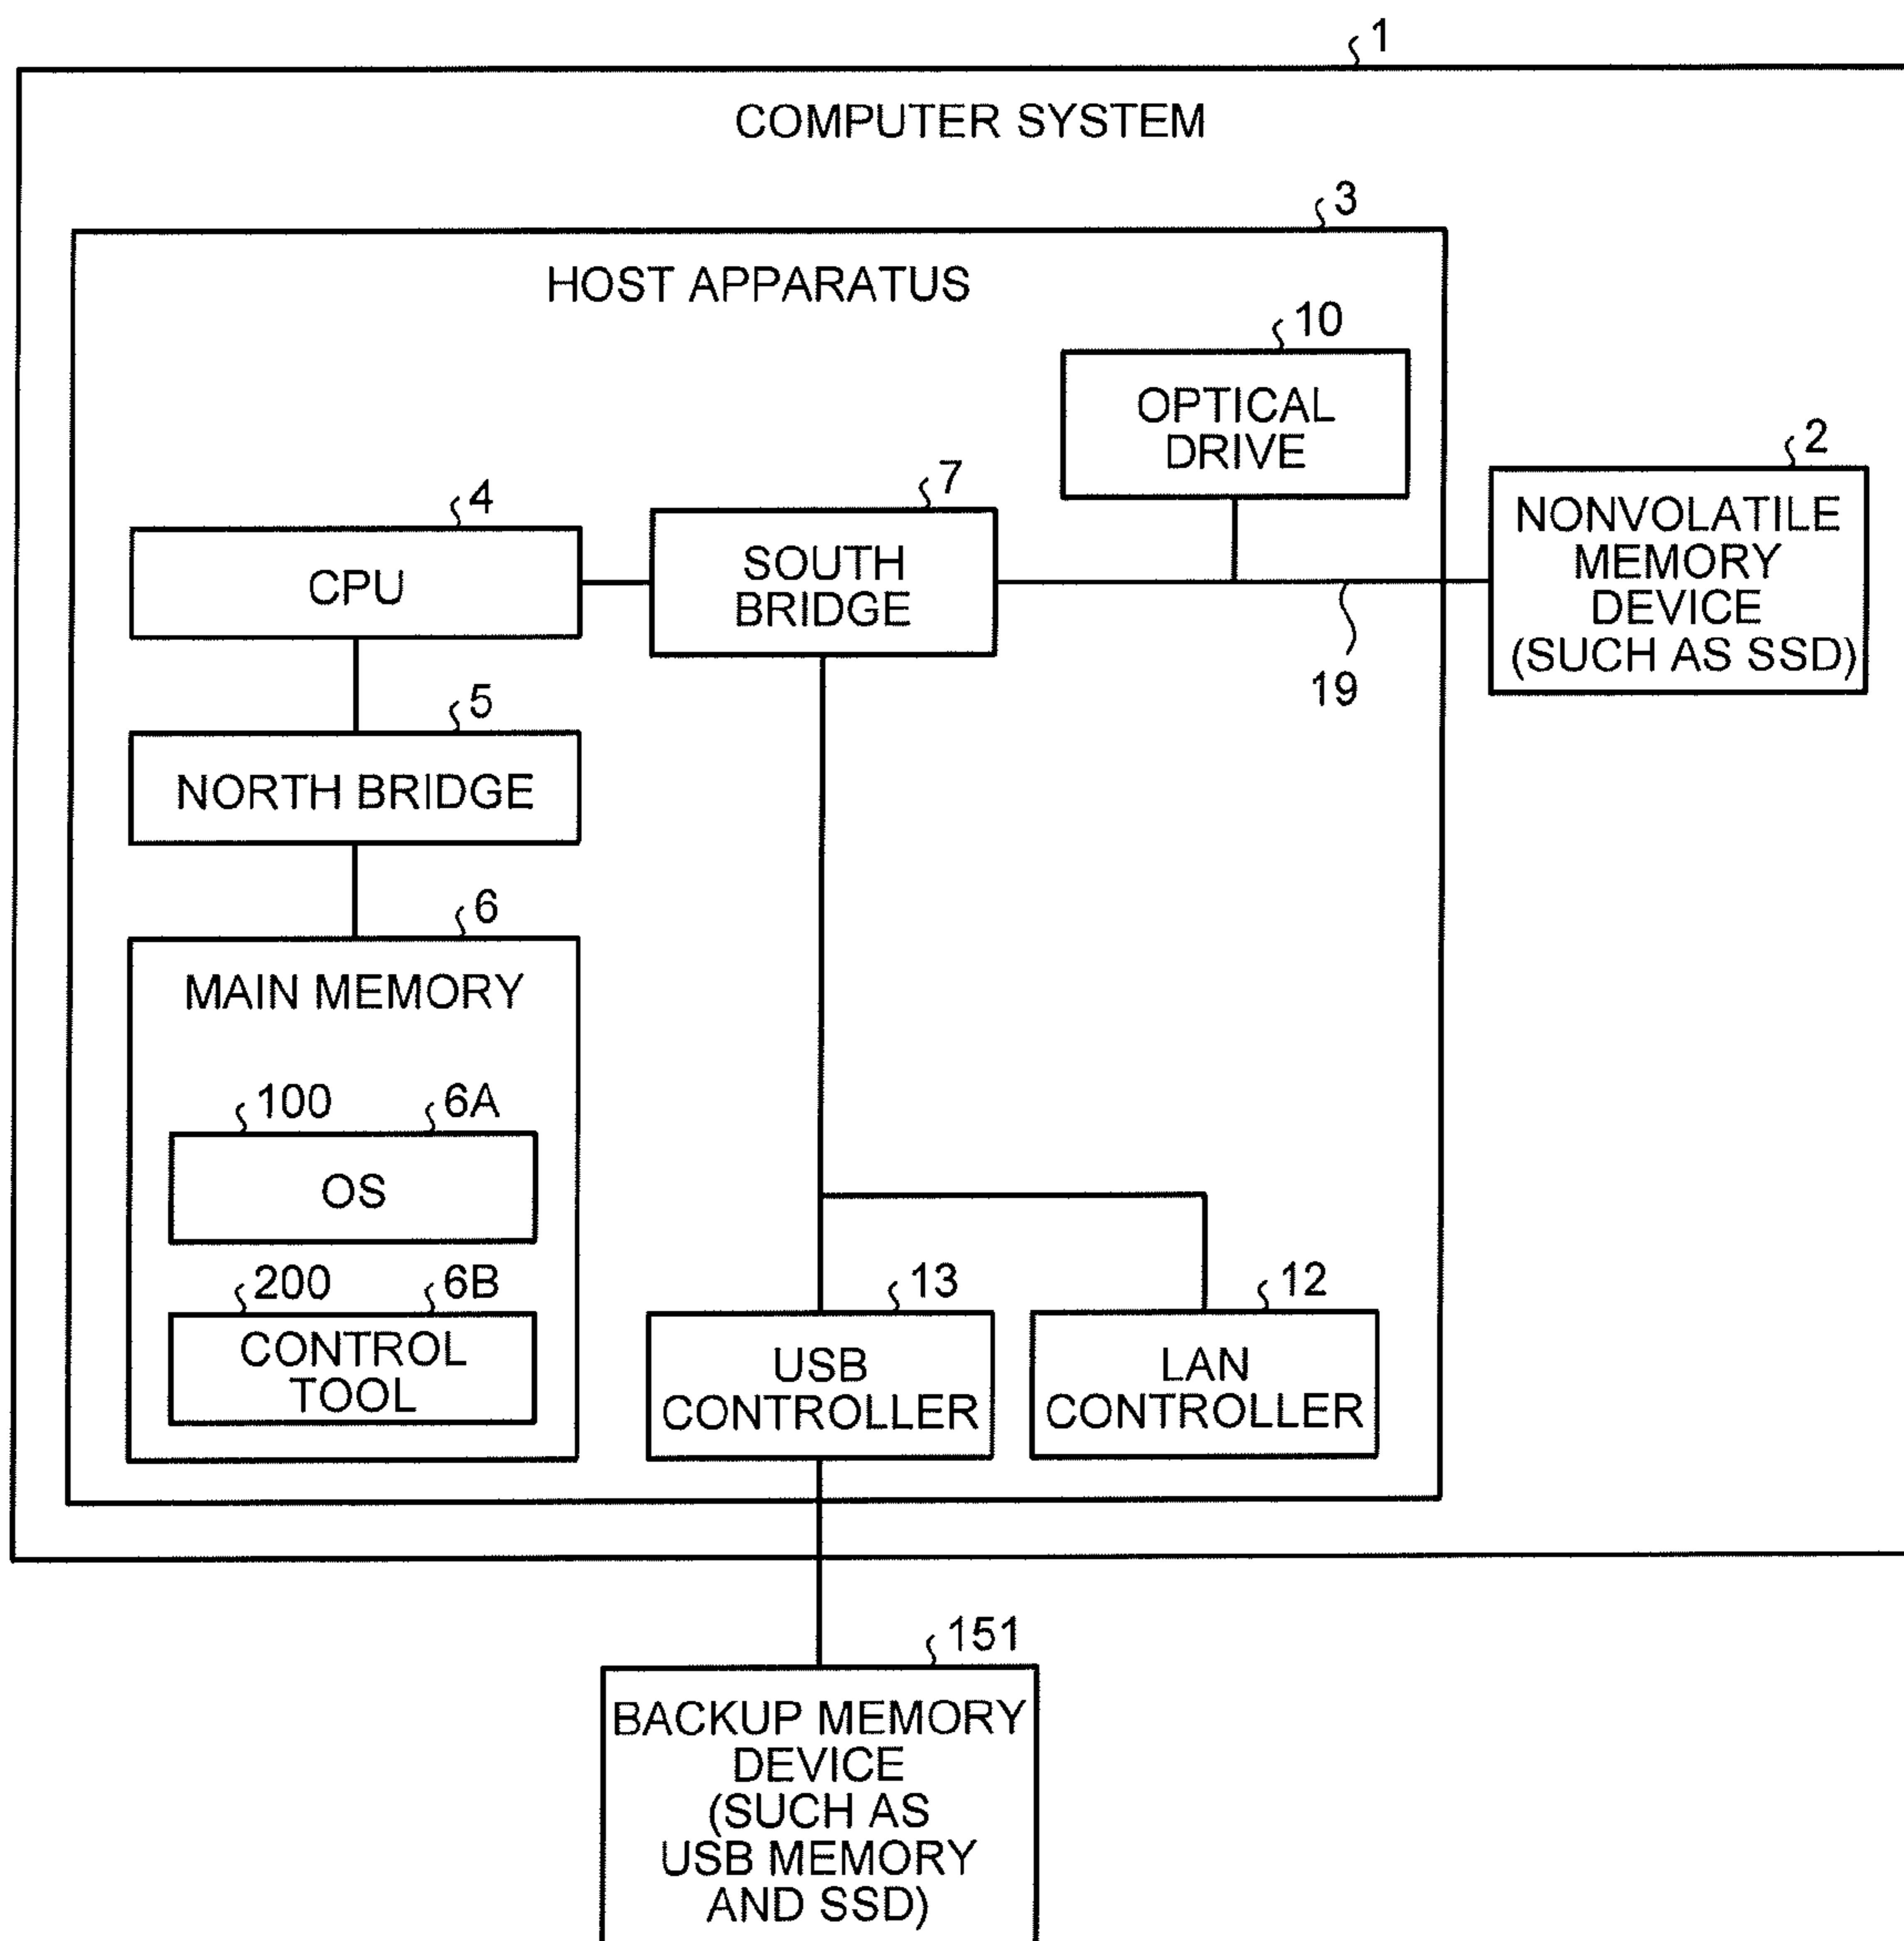 1
COMPUTER SYSTEM
3
HOST APPARATUS
10
OPTICAL
DRIVE
2
NONVOLATILE
MEMORY
DEVICE
(SUCH AS SSD)
4
CPU
7
SOUTH
BRIDGE
19
5
NORTH BRIDGE
6
MAIN MEMORY
100
6A
OS
200
6B
CONTROL
TOOL
13
USB
CONTROLLER
12
LAN
CONTROLLER
151
BACKUP MEMORY
DEVICE
(SUCH AS
USB MEMORY
AND SSD)